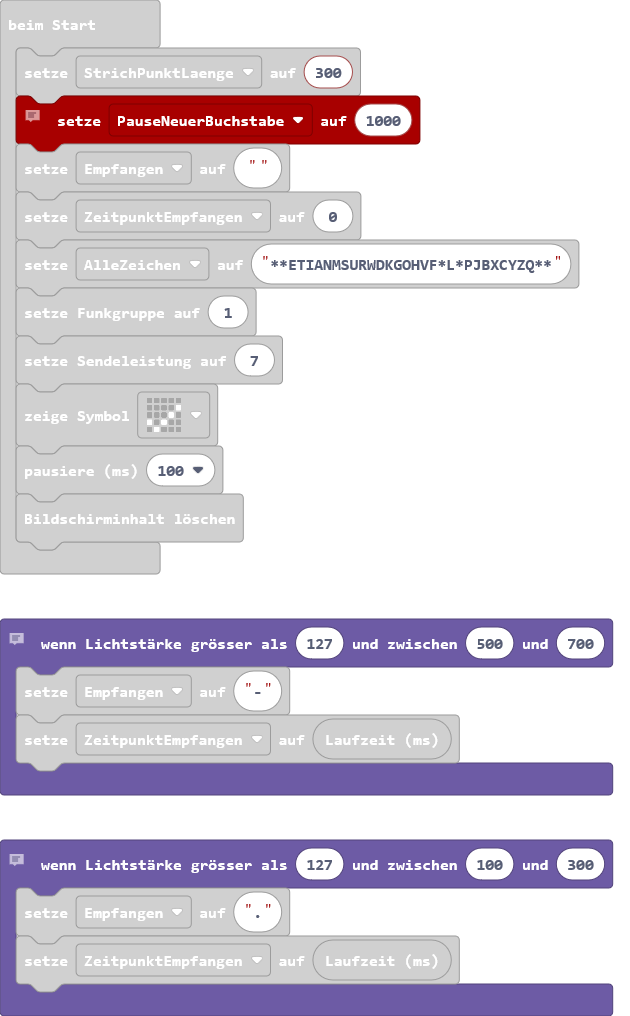 beim Start
setze StrichPunktLaenge auf 300
setze PauseNeuerBuchstabe auf 1000
setze Empfangen auf " "
setze ZeitpunktEmpfangen auf 0
setze AlleZeichen auf "**ETIANMSURWDKGOHVF*L*PJBXCYZQ**"
setze Funkgruppe auf 1
setze Sendeleistung auf 7
zeige Symbol
pausiere (ms) 100
Bildschirminhalt löschen
wenn Lichtstärke grösser als 127 und zwischen 500 und 700
setze Empfangen auf "-"
setze ZeitpunktEmpfangen auf Laufzeit (ms)
wenn Lichtstärke grösser als 127 und zwischen 100 und 300
setze Empfangen auf "."
setze ZeitpunktEmpfangen auf Laufzeit (ms)